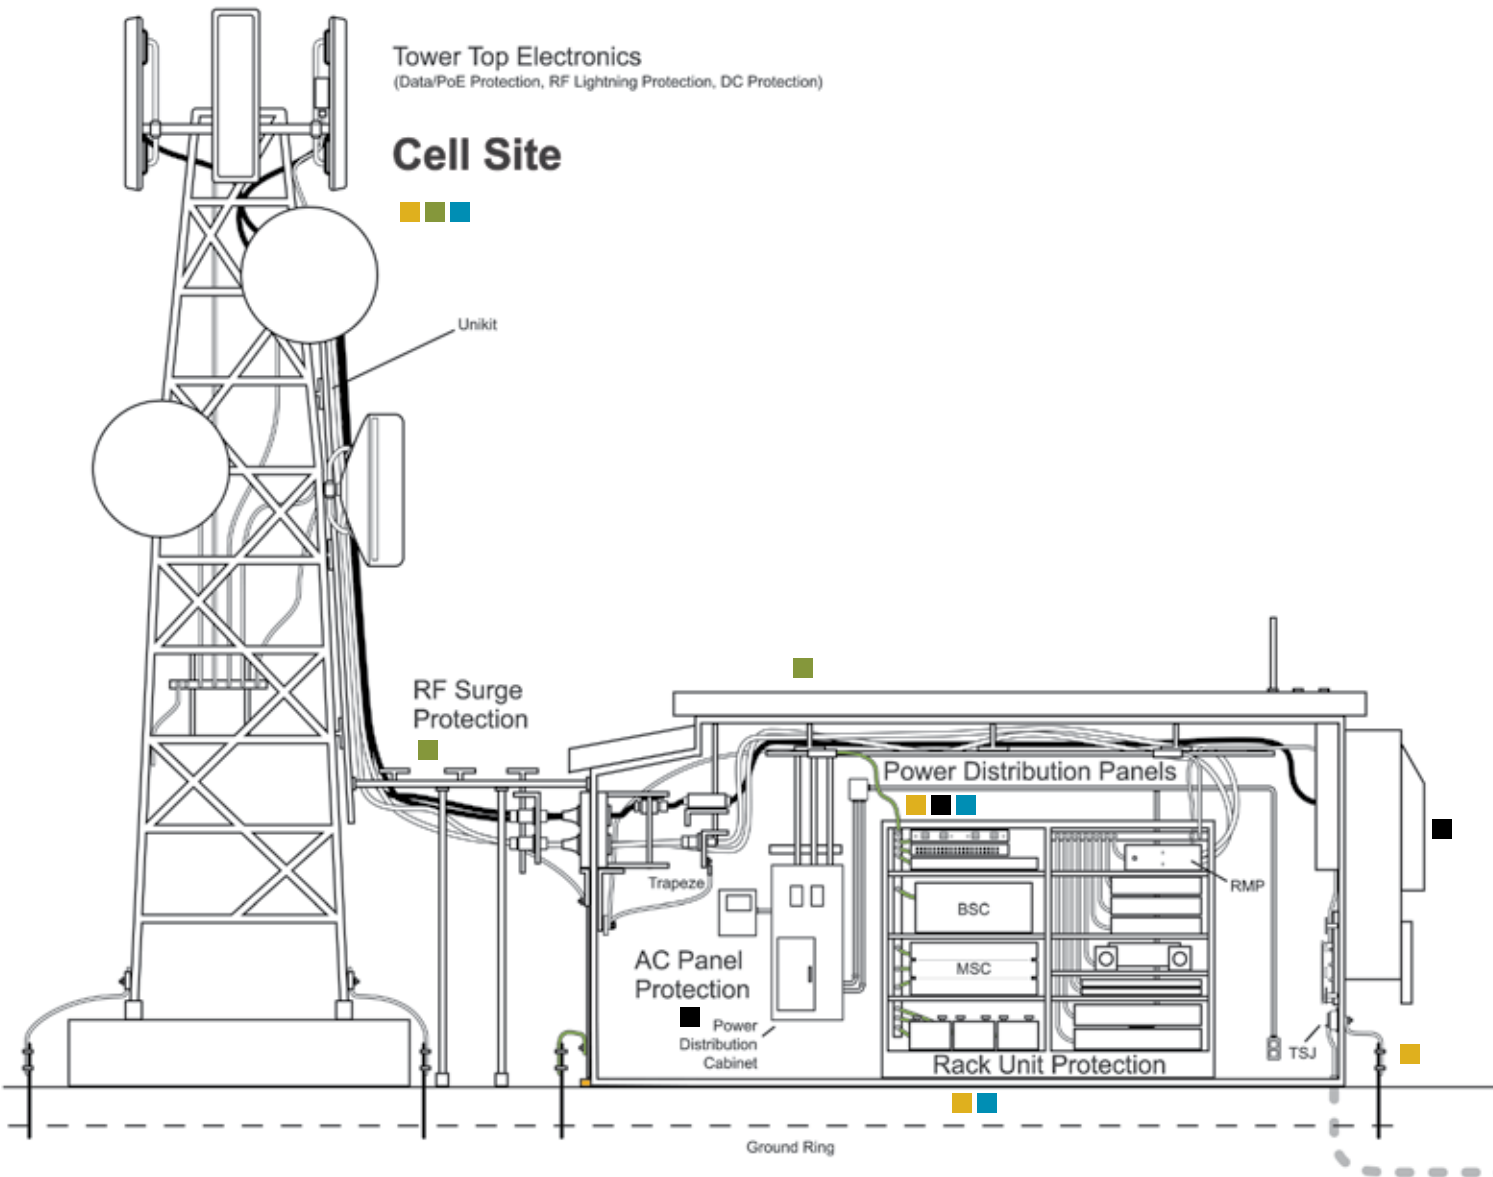 Tower Top Electronics
(Data/PoE Protection, RF Lightning Protection, DC Protection)
Cell Site
Unikit
RF Surge
Protection
Power Distribution Panels
Trapeze
RMP
BSC
AC Panel
Protection
MSC
Power
Distribution
Cabinet
TSJ
Rack Unit Protection
Ground Ring